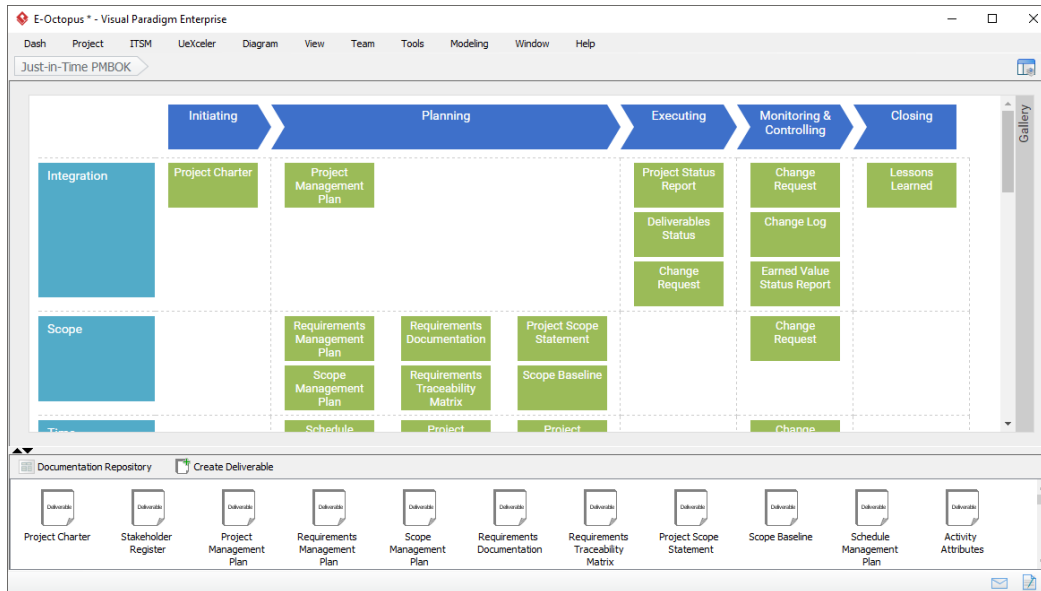 E-Octopus * - Visual Paradigm Enterprise
Dash Project ITSM UeXceler Diagram View Team Tools Modeling Window Help
Just-in-Time PMBOK
Gallery
Initiating
Planning
Executing
Monitoring &
Controlling
Closing
Integration
Project Charter
Project
Management
Plan
Project Status
Report
Deliverables
Status
Change
Request
Change
Request
Change Log
Earned Value
Status Report
Lessons
Learned
Scope
Requirements
Management
Plan
Scope
Management
Plan
Requirements
Documentation
Requirements
Traceability
Matrix
Project Scope
Statement
Scope Baseline
Change
Request
Time
Schedule
Project
Project
Change
Documentation Repository
Create Deliverable
Deliverable
Project Charter
Deliverable
Stakeholder
Register
Deliverable
Project
Management
Plan
Deliverable
Requirements
Management
Plan
Deliverable
Scope
Management
Plan
Deliverable
Requirements
Documentation
Deliverable
Requirements
Traceability
Matrix
Deliverable
Project Scope
Statement
Deliverable
Scope Baseline
Deliverable
Schedule
Management
Plan
Deliverable
Activity
Attributes